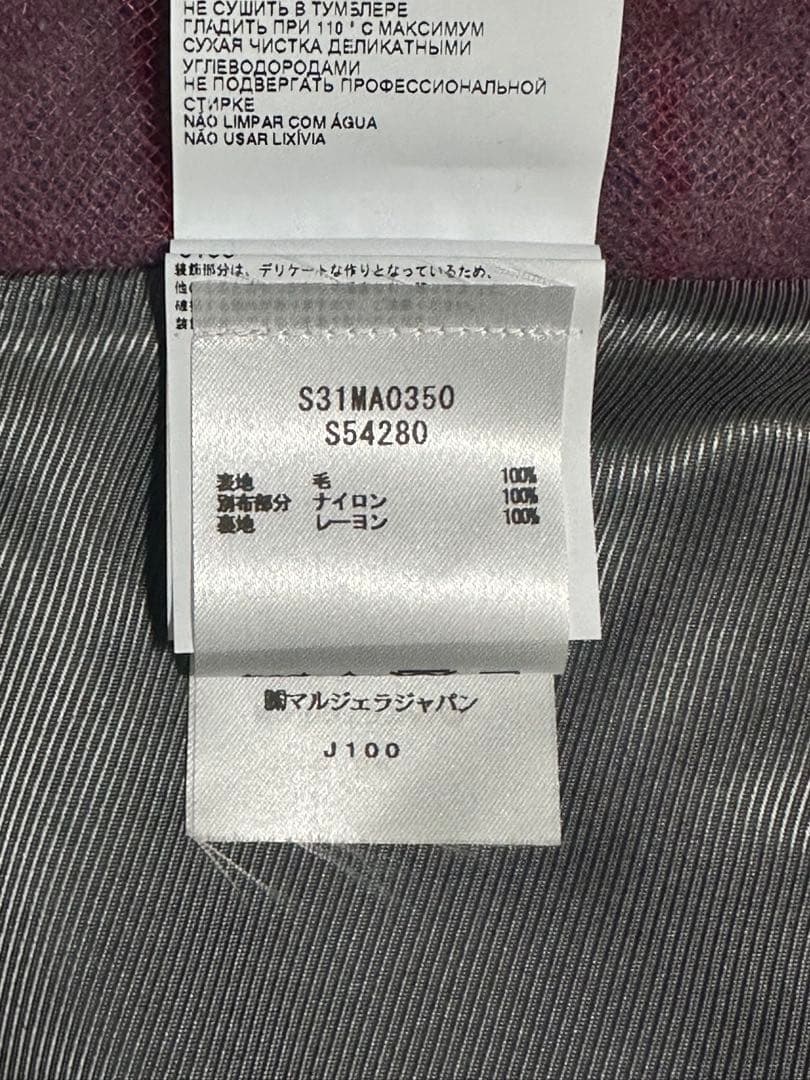 НЕ СУШИТЬ В ТУМБЛЕРЕ
ГЛАДИТЬ ПРИ 110 ° С МАКСИМУМ
СУХАЯ ЧИСТКА ДЕЛИКАТНЫМИ
УГЛЕВОДОРОДАМИ
НЕ ПОДВЕРГАТЬ ПРОФЕССИОНАЛЬНОЙ
СТИРКЕ
NÃO LIMPAR COM ÁGUA
NÃO USAR LIXÍVIA
装飾部分は、デリケートな作りとなっているため、
S31MA0350
S54280
表地 毛 100%
別布部分 ナイロン 100%
裏地 レーヨン 100%
㈱マルジェラジャパン
J100